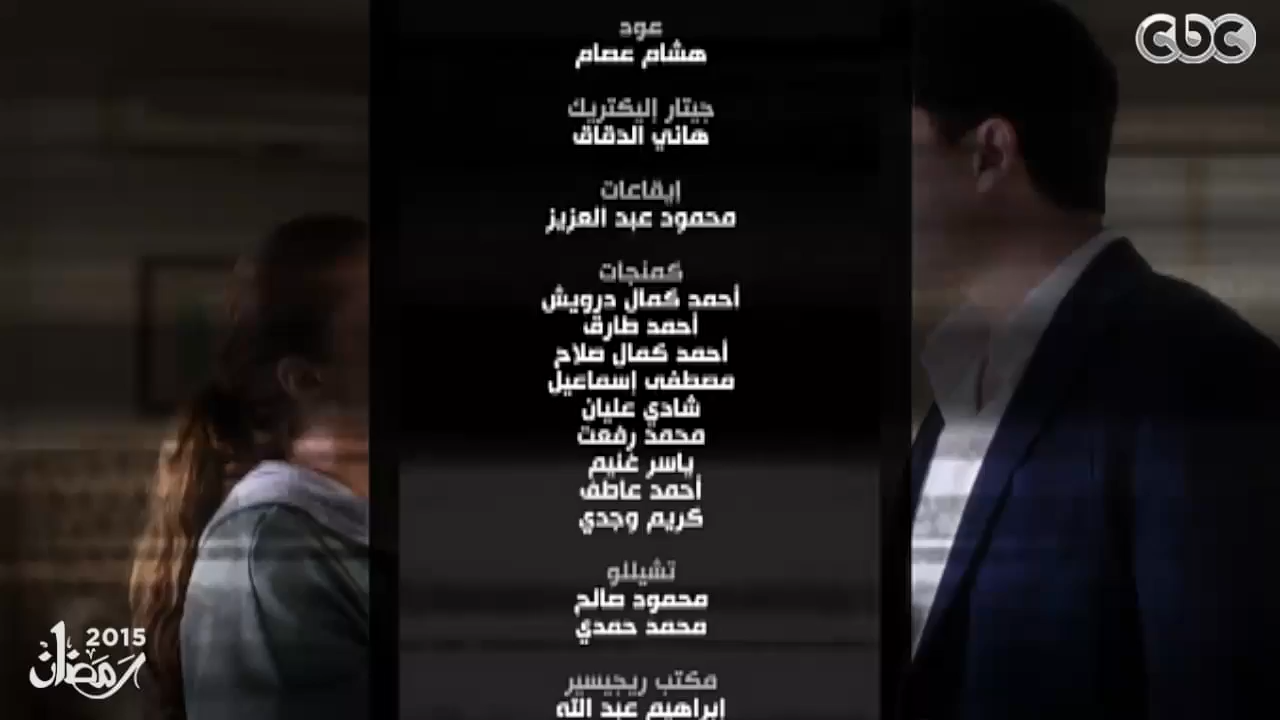 cbc
عود
هشام عصام
جيتار إليكتريك
هاني الدقاق
إيقاعات
محمود عبد العزيز
كمنجات
أحمد كمال درويش
أحمد طارق
أحمد كمال صلاح
مصطفى إسماعيل
شادي عليان
محمد رفعت
ياسر غنيم
أحمد عاطف
كريم وجدي
تشيللو
محمود صالح
محمد حمدي
مكتب ريجيسير
إبراهيم عبد الله
2015
رمضان